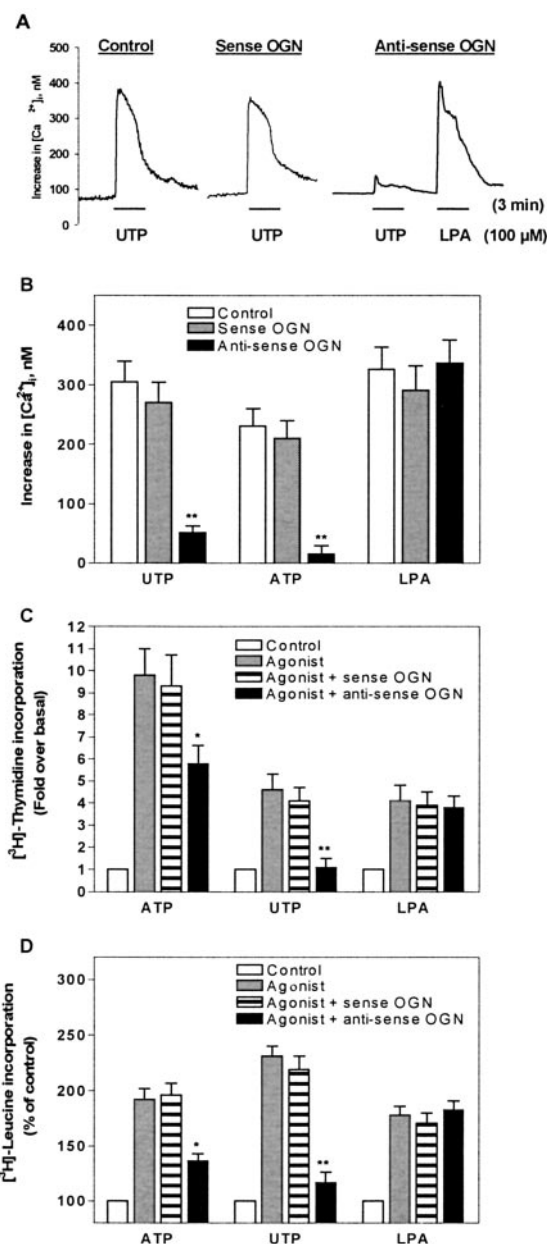 A
Control
Sense OGN
Anti-sense OGN
Increase in [Ca²⁺]i, nM
500
400
300
200
100
0
UTP
UTP
UTP
LPA
(3 min)
(100 µM)
B
Control
Sense OGN
Anti-sense OGN
Increase in [Ca²⁺]i, nM
400
300
200
100
0
**
**
UTP
ATP
LPA
C
Control
Agonist
Agonist + sense OGN
Agonist + anti-sense OGN
[³H]-Thymidine incorporation
(Fold over basal)
12
11
10
9
8
7
6
5
4
3
2
1
0
*
**
ATP
UTP
LPA
D
Control
Agonist
Agonist + sense OGN
Agonist + anti-sense OGN
[³H]-Leucine incorporation
(% of control)
300
250
200
150
100
*
**
ATP
UTP
LPA